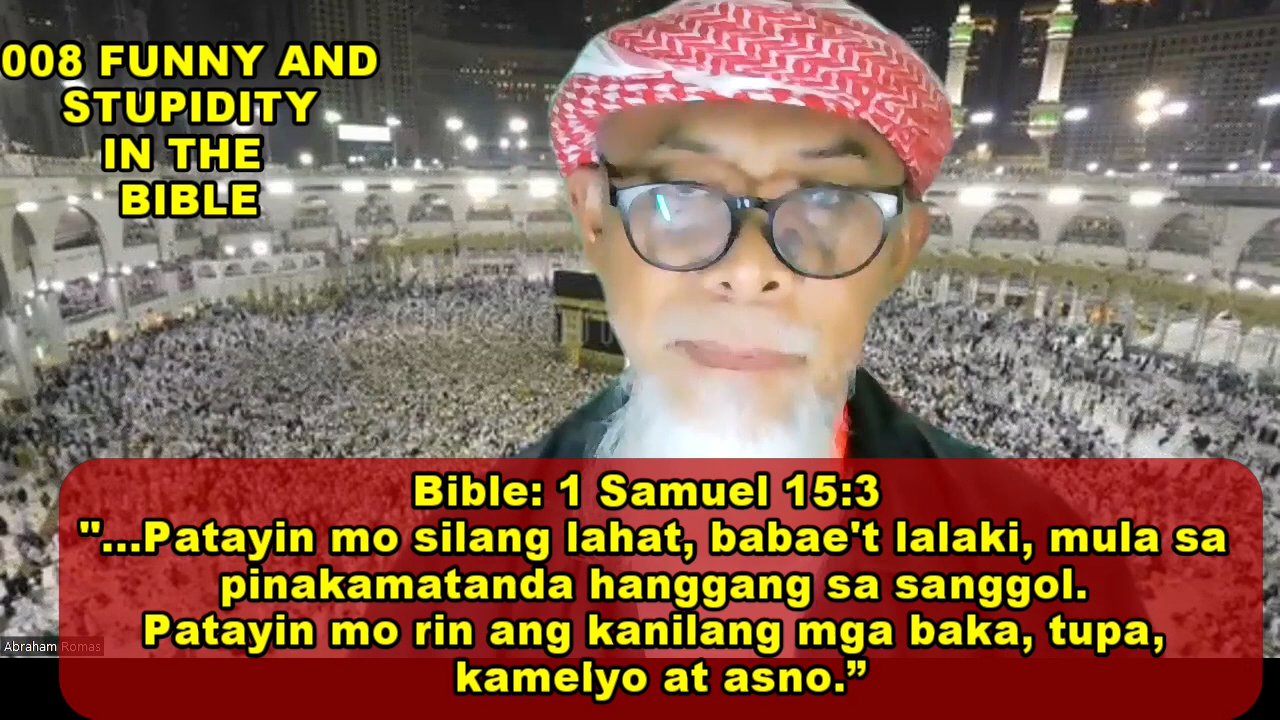 008 FUNNY AND
STUPIDITY
IN THE
BIBLE
Bible: 1 Samuel 15:3
"...Patayin mo silang lahat, babae't lalaki, mula sa
pinakamatanda hanggang sa sanggol.
Patayin mo rin ang kanilang mga baka, tupa,
kamelyo at asno.”
Abraham Romas